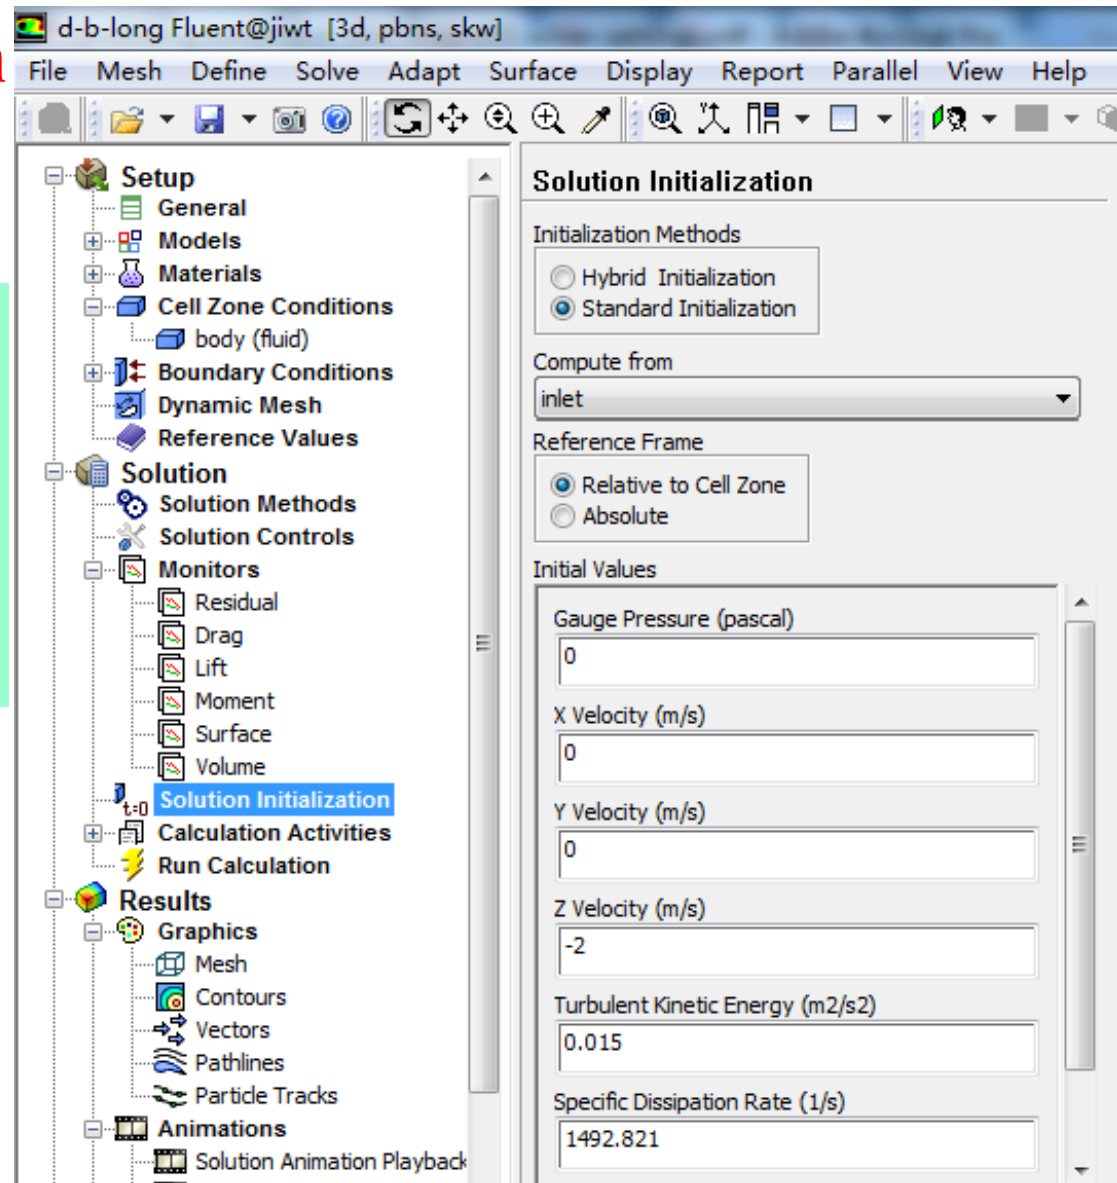 d-b-long Fluent@jiwt [3d, pbns, skw]
File Mesh Define Solve Adapt Surface Display Report Parallel View Help
Setup
General
Models
Materials
Cell Zone Conditions
body (fluid)
Boundary Conditions
Dynamic Mesh
Reference Values
Solution
Solution Methods
Solution Controls
Monitors
Residual
Drag
Lift
Moment
Surface
Volume
t=0 Solution Initialization
Calculation Activities
Run Calculation
Results
Graphics
Mesh
Contours
Vectors
Pathlines
Particle Tracks
Animations
Solution Animation Playback
Solution Initialization
Initialization Methods
Hybrid Initialization
Standard Initialization
Compute from
inlet
Reference Frame
Relative to Cell Zone
Absolute
Initial Values
Gauge Pressure (pascal)
0
X Velocity (m/s)
0
Y Velocity (m/s)
0
Z Velocity (m/s)
-2
Turbulent Kinetic Energy (m2/s2)
0.015
Specific Dissipation Rate (1/s)
1492.821